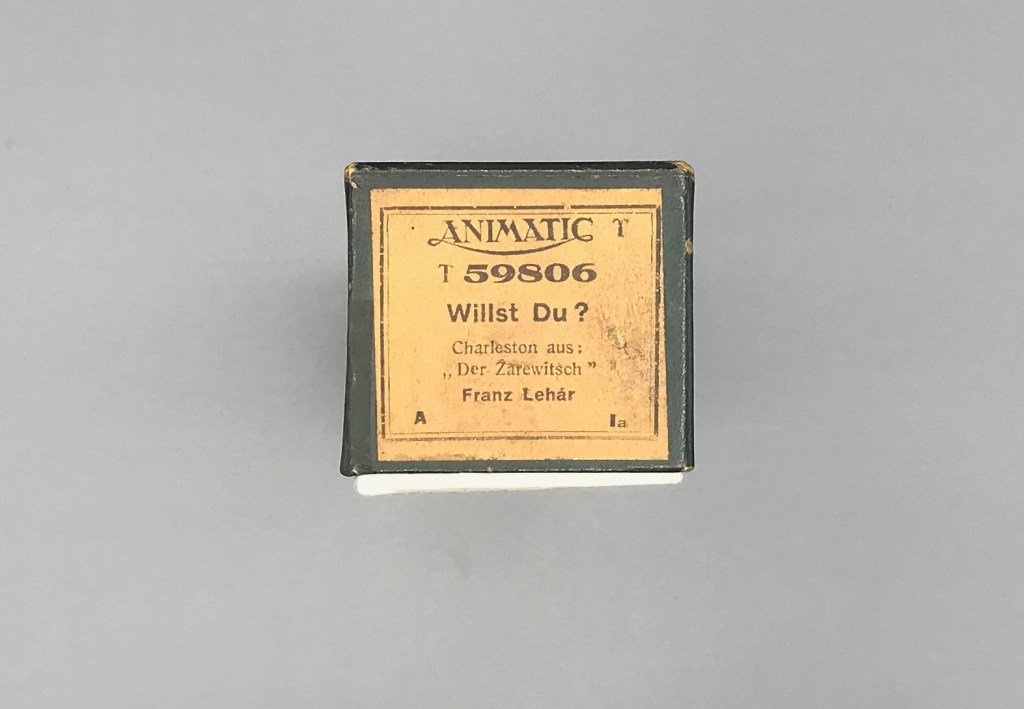 ANIMATIC T
T 59806
Willst Du?
Charleston aus:
„Der Zarewitsch”
Franz Lehár
A Ia